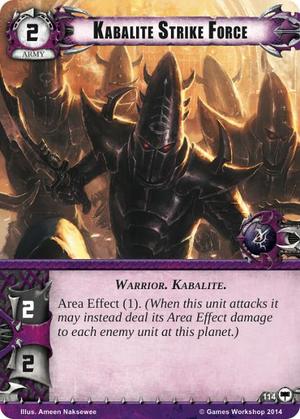 2
ARMY
KABALITE STRIKE FORCE
WARRIOR. KABALITE.
2
Area Effect (1). (When this unit attacks it
may instead deal its Area Effect damage
to each enemy unit at this planet.)
2
114
Illus. Ameen Naksewee
© Games Workshop 2014